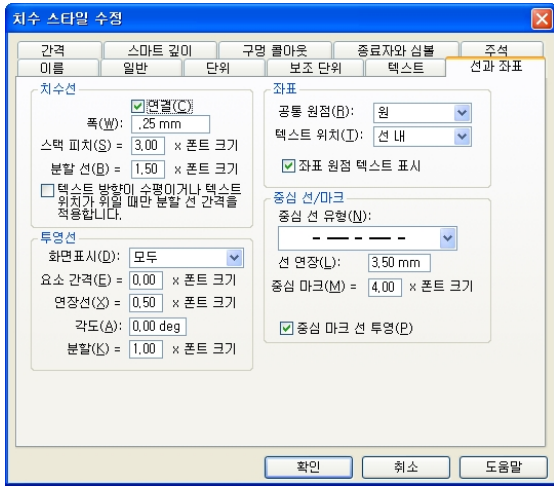 치수 스타일 수정
간격 스마트 깊이 구멍 콜아웃 종료자와 심볼 주석
이름 일반 단위 보조 단위 텍스트 선과 좌표
치수선
연결(C)
폭(W): .25 mm
스택 피치(S) = 3.00 x 폰트 크기
분할 선(B) = 1.50 x 폰트 크기
텍스트 방향이 수평이거나 텍스트
위치가 위일 때만 분할 선 간격을
적용합니다.
투영선
화면표시(D): 모두
요소 간격(E) = 0.00 x 폰트 크기
연장선(X) = 0.50 x 폰트 크기
각도(A): 0.00 deg
분할(K) = 1.00 x 폰트 크기
좌표
공통 원점(R): 원
텍스트 위치(T): 선 내
좌표 원점 텍스트 표시
중심 선/마크
중심 선 유형(N):
선 연장(L): 3.50 mm
중심 마크(M) = 4.00 x 폰트 크기
중심 마크 선 투영(P)
확인 취소 도움말